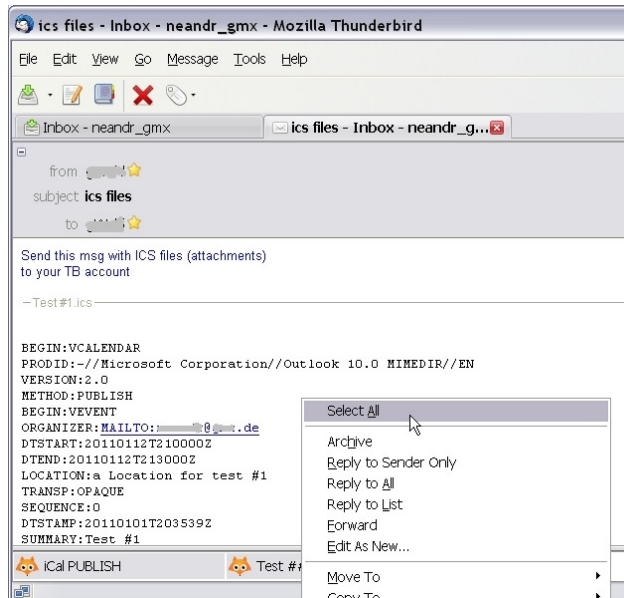 ics files - Inbox - neandr_gmx - Mozilla Thunderbird
File Edit View Go Message Tools Help
Inbox - neandr_gmx
ics files - Inbox - neandr_g...
from
subject ics files
to
Send this msg with ICS files (attachments)
to your TB account
Test#1.ics
BEGIN:VCALENDAR
PRODID:-//Microsoft Corporation//Outlook 10.0 MIMEDIR//EN
VERSION:2.0
METHOD:PUBLISH
BEGIN:VEVENT
ORGANIZER:MAILTO: @ .de
DTSTART:20110112T210000Z
DTEND:20110112T213000Z
LOCATION:a Location for test #1
TRANSP:OPAQUE
SEQUENCE:0
DTSTAMP:20110101T203539Z
SUMMARY:Test #1
Select All
Archive
Reply to Sender Only
Reply to All
Reply to List
Forward
Edit As New...
Move To
Copy To
iCal PUBLISH
Test #